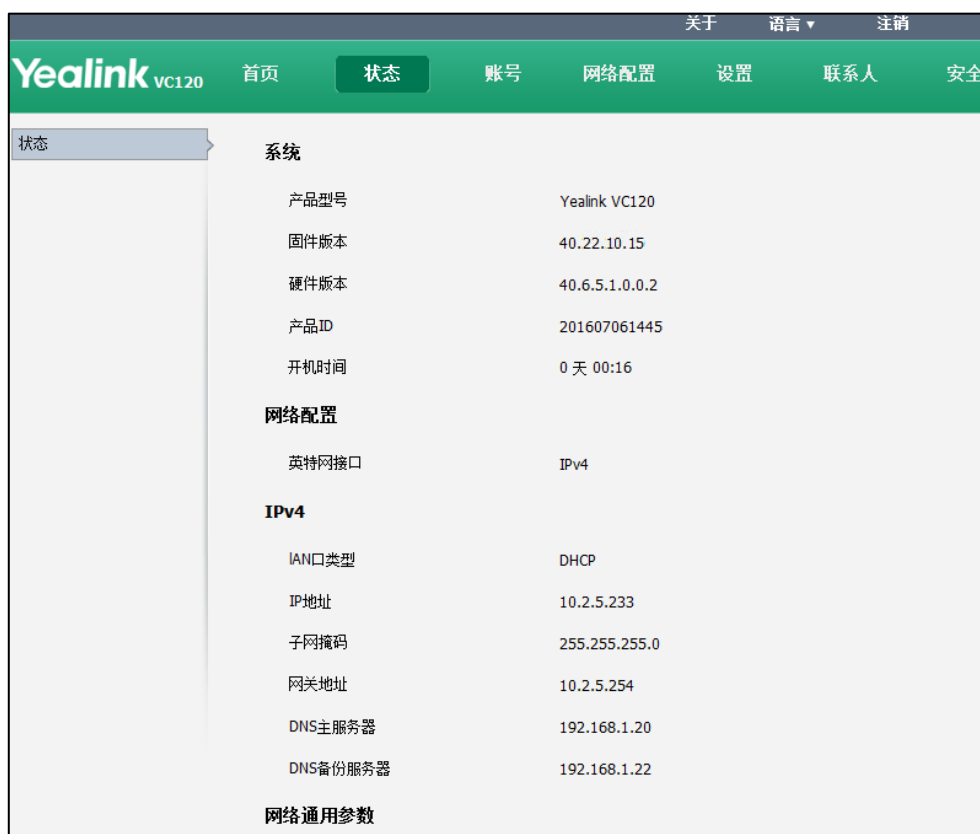 关于 语言 ▼ 注销
Yealink VC120 首页 状态 账号 网络配置 设置 联系人 安全
状态
系统
产品型号 Yealink VC120
固件版本 40.22.10.15
硬件版本 40.6.5.1.0.0.2
产品ID 201607061445
开机时间 0 天 00:16
网络配置
英特网接口 IPv4
IPv4
lAN口类型 DHCP
IP地址 10.2.5.233
子网掩码 255.255.255.0
网关地址 10.2.5.254
DNS主服务器 192.168.1.20
DNS备份服务器 192.168.1.22
网络通用参数